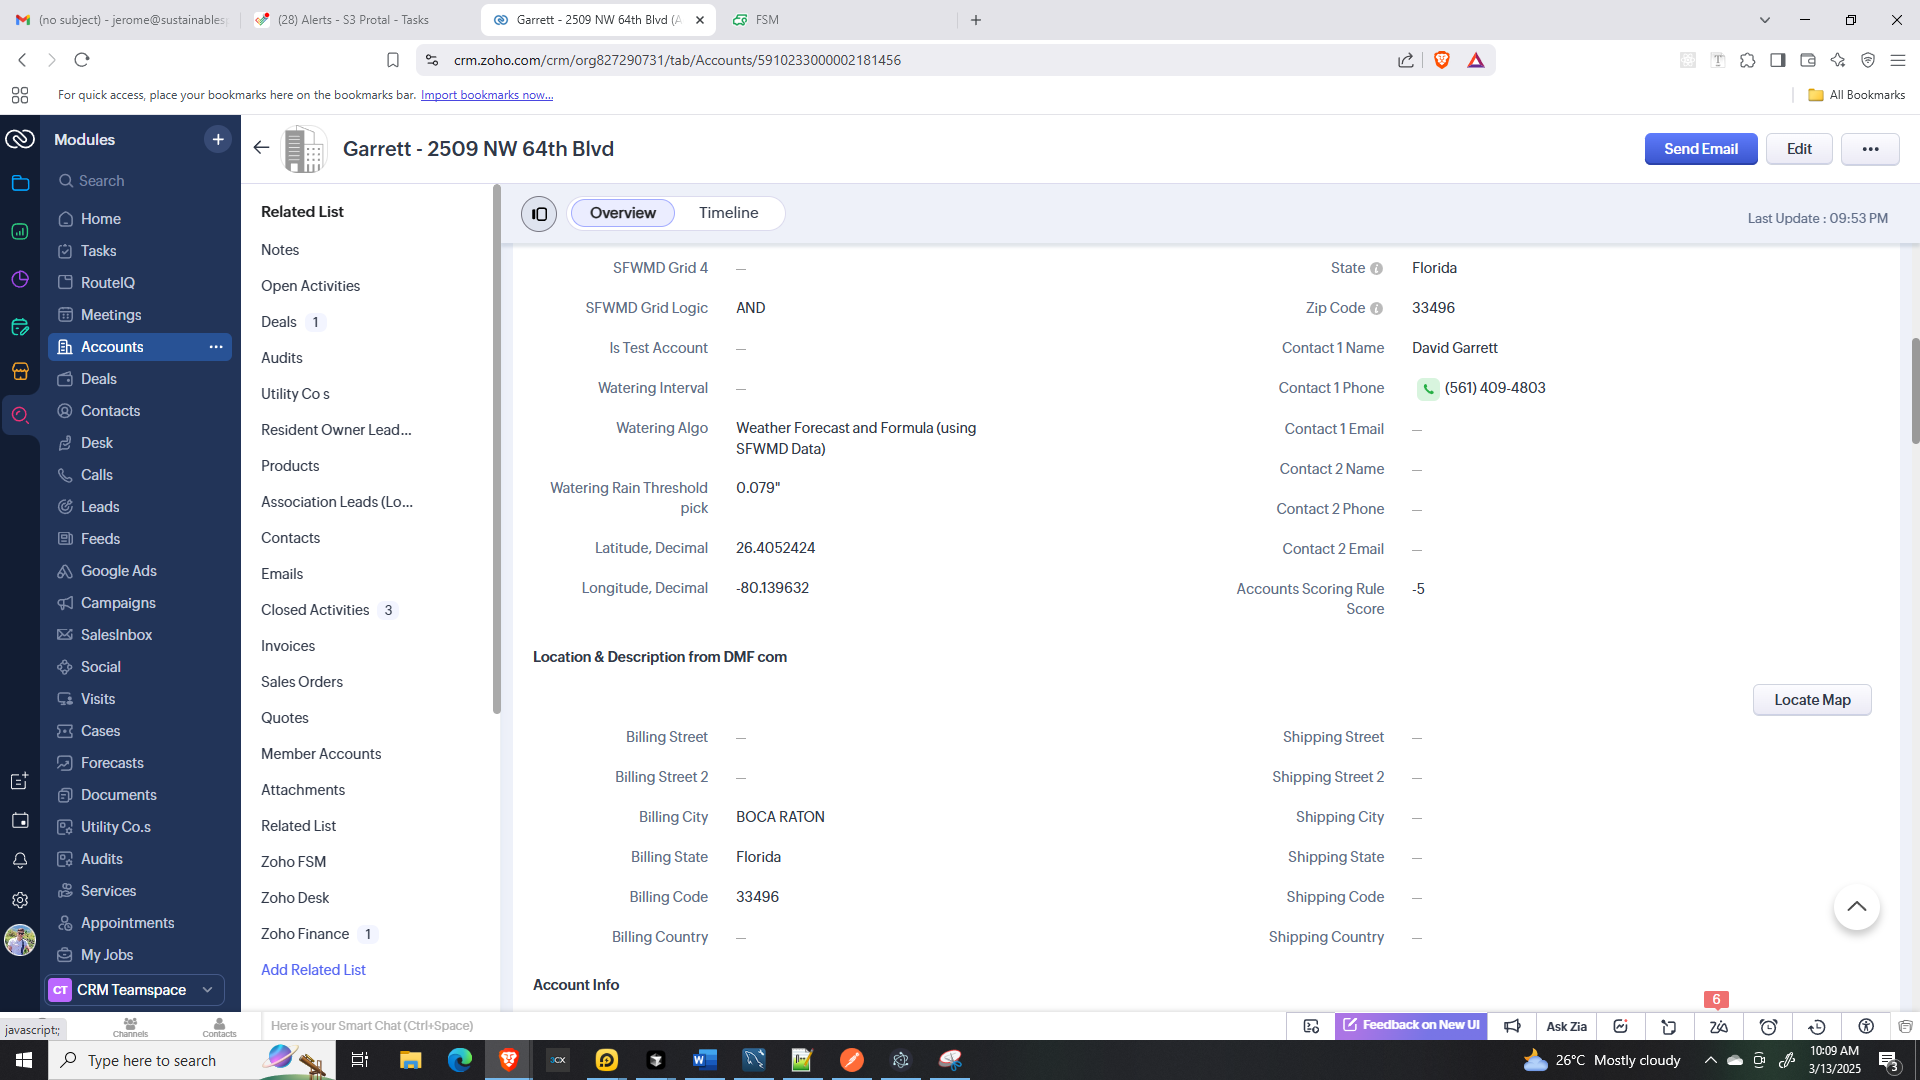 (no subject) - jerome@sustainables
(28) Alerts - S3 Protal - Tasks
Garrett - 2509 NW 64th Blvd (A
FSM
crm.zoho.com/crm/org827290731/tab/Accounts/5910233000002181456
For quick access, place your bookmarks here on the bookmarks bar. Import bookmarks now...
All Bookmarks
Modules
Search
Home
Tasks
RouteIQ
Meetings
Accounts
Deals
Contacts
Desk
Calls
Leads
Feeds
Google Ads
Campaigns
SalesInbox
Social
Visits
Cases
Forecasts
Documents
Utility Co.s
Audits
Services
Appointments
My Jobs
CT CRM Teamspace
Garrett - 2509 NW 64th Blvd
Send Email
Edit
Related List
Notes
Open Activities
Deals 1
Audits
Utility Co s
Resident Owner Lead...
Products
Association Leads (Lo...
Contacts
Emails
Closed Activities 3
Invoices
Sales Orders
Quotes
Member Accounts
Attachments
Related List
Zoho FSM
Zoho Desk
Zoho Finance 1
Add Related List
Overview
Timeline
Last Update : 09:53 PM
SFWMD Grid 4 —
SFWMD Grid Logic AND
Is Test Account —
Watering Interval —
Watering Algo Weather Forecast and Formula (using
SFWMD Data)
Watering Rain Threshold 0.079"
pick
Latitude, Decimal 26.4052424
Longitude, Decimal -80.139632
State Florida
Zip Code 33496
Contact 1 Name David Garrett
Contact 1 Phone (561) 409-4803
Contact 1 Email —
Contact 2 Name —
Contact 2 Phone —
Contact 2 Email —
Accounts Scoring Rule -5
Score
Location & Description from DMF com
Locate Map
Billing Street —
Billing Street 2 —
Billing City BOCA RATON
Billing State Florida
Billing Code 33496
Billing Country —
Shipping Street —
Shipping Street 2 —
Shipping City —
Shipping State —
Shipping Code —
Shipping Country —
Account Info
javascript:;
Channels
Contacts
Here is your Smart Chat (Ctrl+Space)
Feedback on New UI
Ask Zia
6
Type here to search
26°C Mostly cloudy
10:09 AM
3/13/2025
3